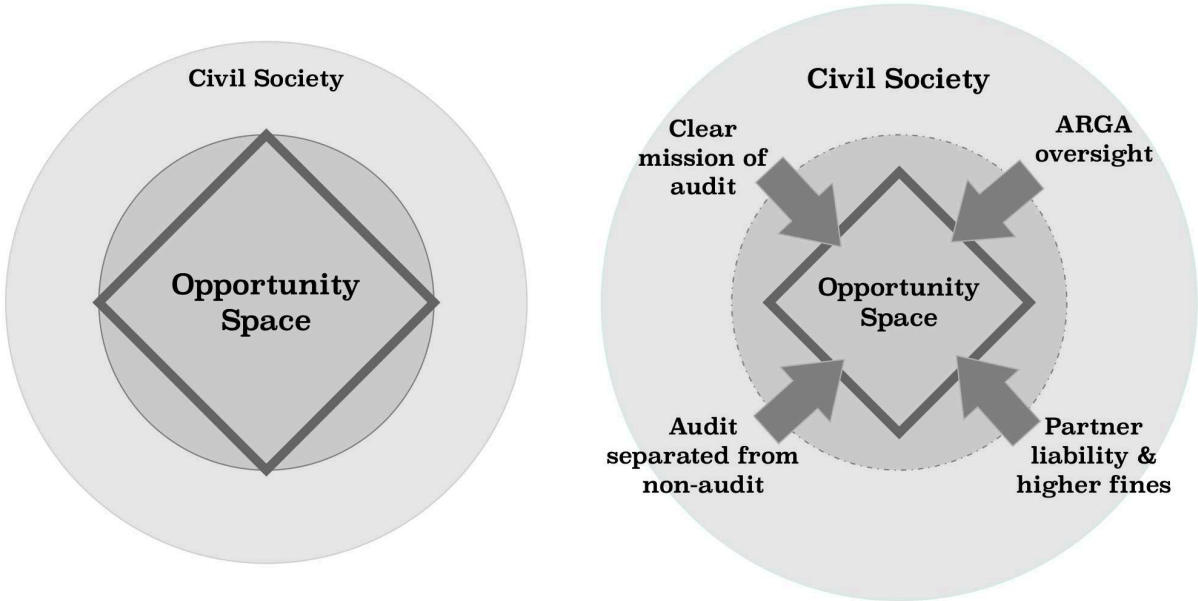 Civil Society
Opportunity
Space
Civil Society
Clear
mission of
audit
ARGA
oversight
Opportunity
Space
Audit
separated from
non-audit
Partner
liability &
higher fines